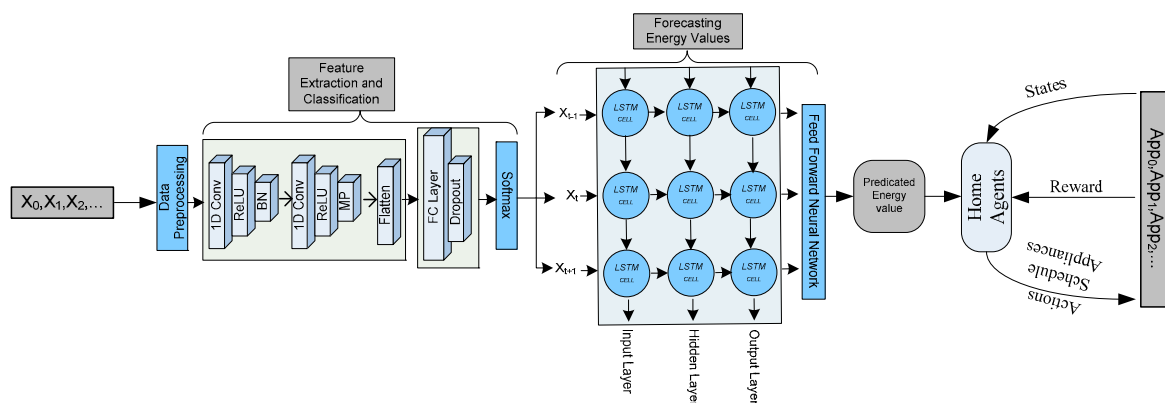 Forecasting
Energy Values
Feature
Extraction and
Classification
X0,X1,X2,...
Data
Preprocessing
1D Conv
ReLU
BN
1D Conv
ReLU
MP
Flatten
FC Layer
Dropout
Softmax
Xt-1
Xt
Xt+1
LSTM
CELL
LSTM
CELL
LSTM
CELL
LSTM
CELL
LSTM
CELL
LSTM
CELL
LSTM
CELL
LSTM
CELL
LSTM
CELL
Input Layer
Hidden Layer
Output Layer
Feed Forward Neural Network
Predicated
Energy
value
Home
Agents
States
Reward
Actions
Schedule
Appliances
App0,App1,App2,...